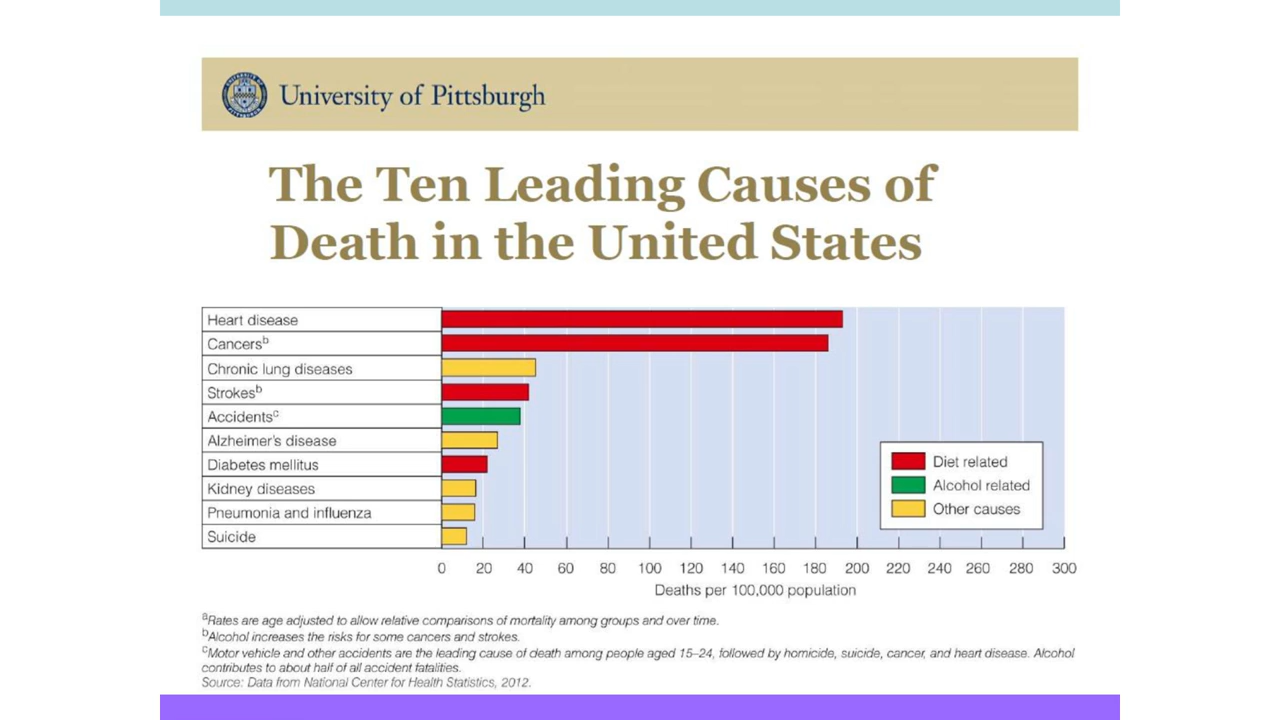 University of Pittsburgh
The Ten Leading Causes of
Death in the United States
Heart disease
Cancersᵇ
Chronic lung diseases
Strokesᵇ
Accidentsᶜ
Alzheimer's disease
Diabetes mellitus
Kidney diseases
Pneumonia and influenza
Suicide
Diet related
Alcohol related
Other causes
0 20 40 60 80 100 120 140 160 180 200 220 240 260 280 300
Deaths per 100,000 population
ᵃRates are age adjusted to allow relative comparisons of mortality among groups and over time.
ᵇAlcohol increases the risks for some cancers and strokes.
ᶜMotor vehicle and other accidents are the leading cause of death among people aged 15–24, followed by homicide, suicide, cancer, and heart disease. Alcohol
contributes to about half of all accident fatalities.
Source: Data from National Center for Health Statistics, 2012.